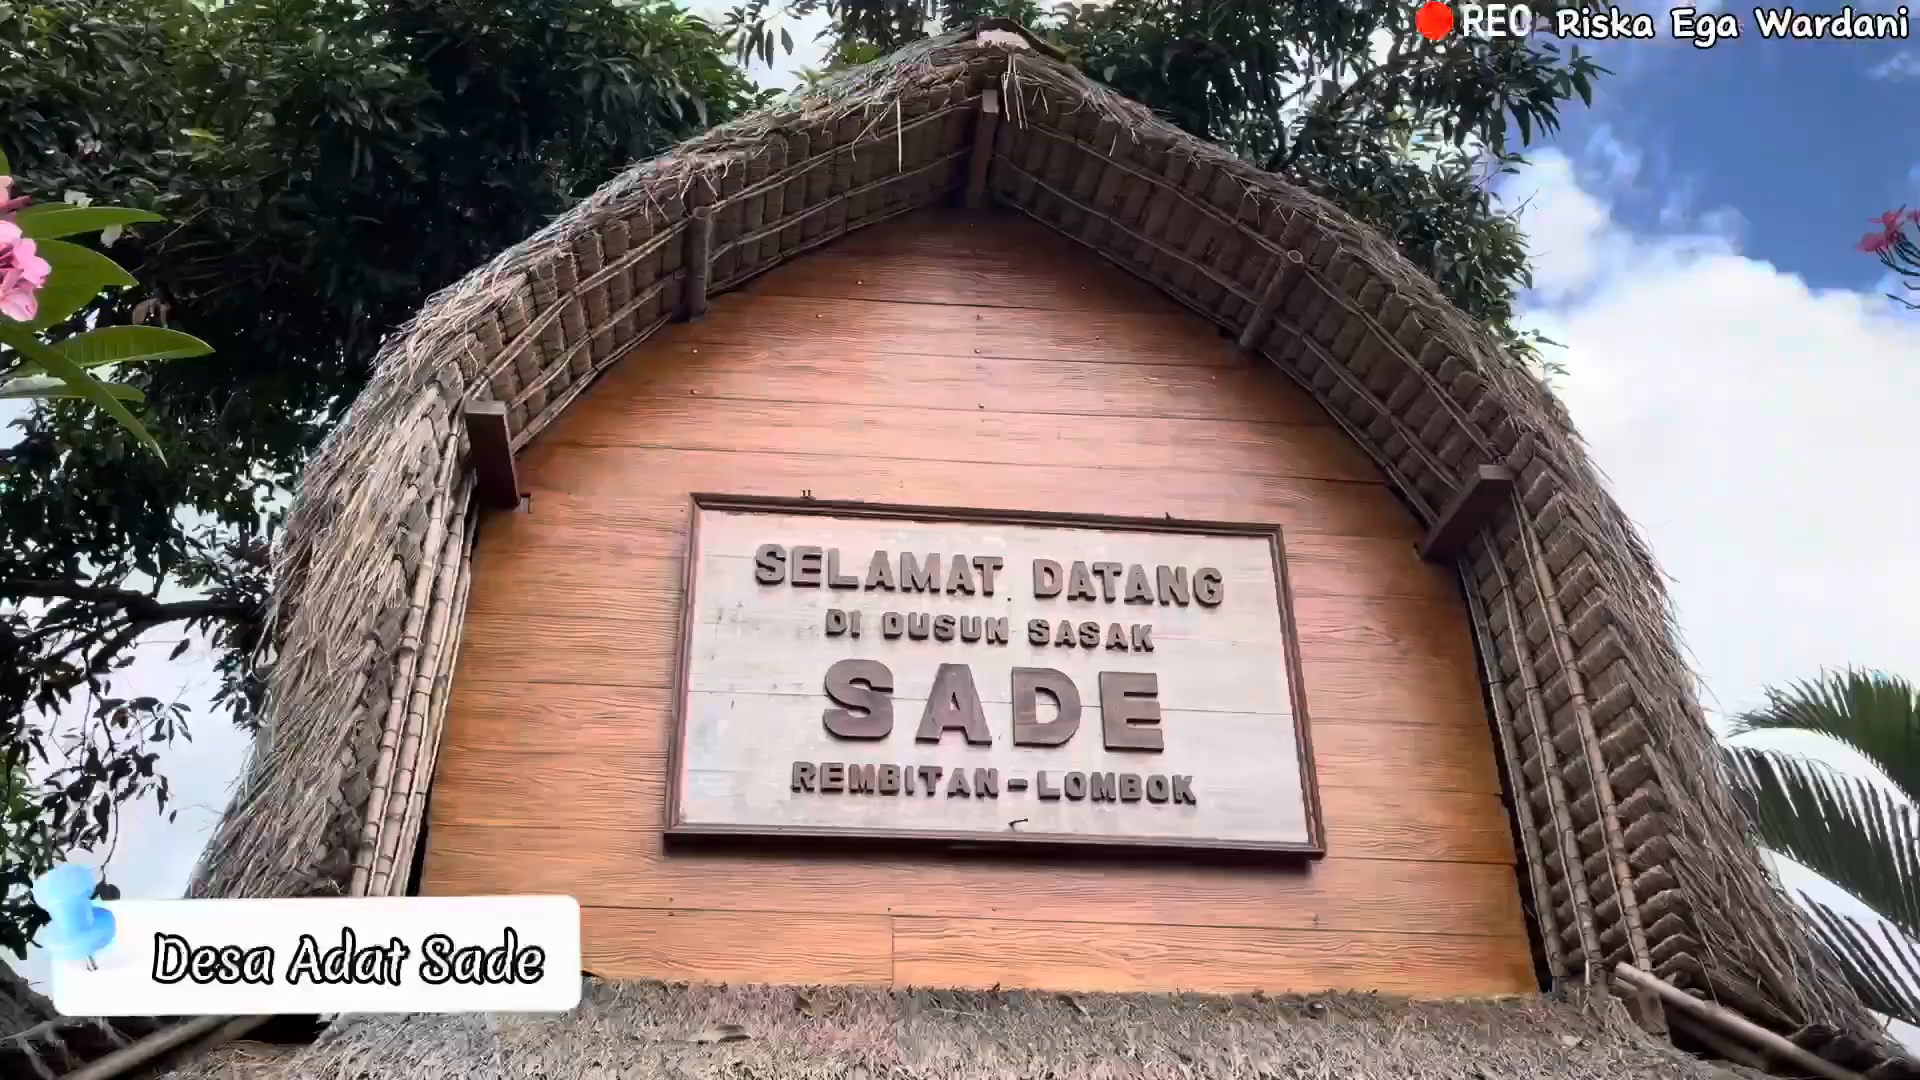 REC Riska Ega Wardani
SELAMAT DATANG
DI DUSUN SASAK
SADE
REMBITAN-LOMBOK
Desa Adat Sade